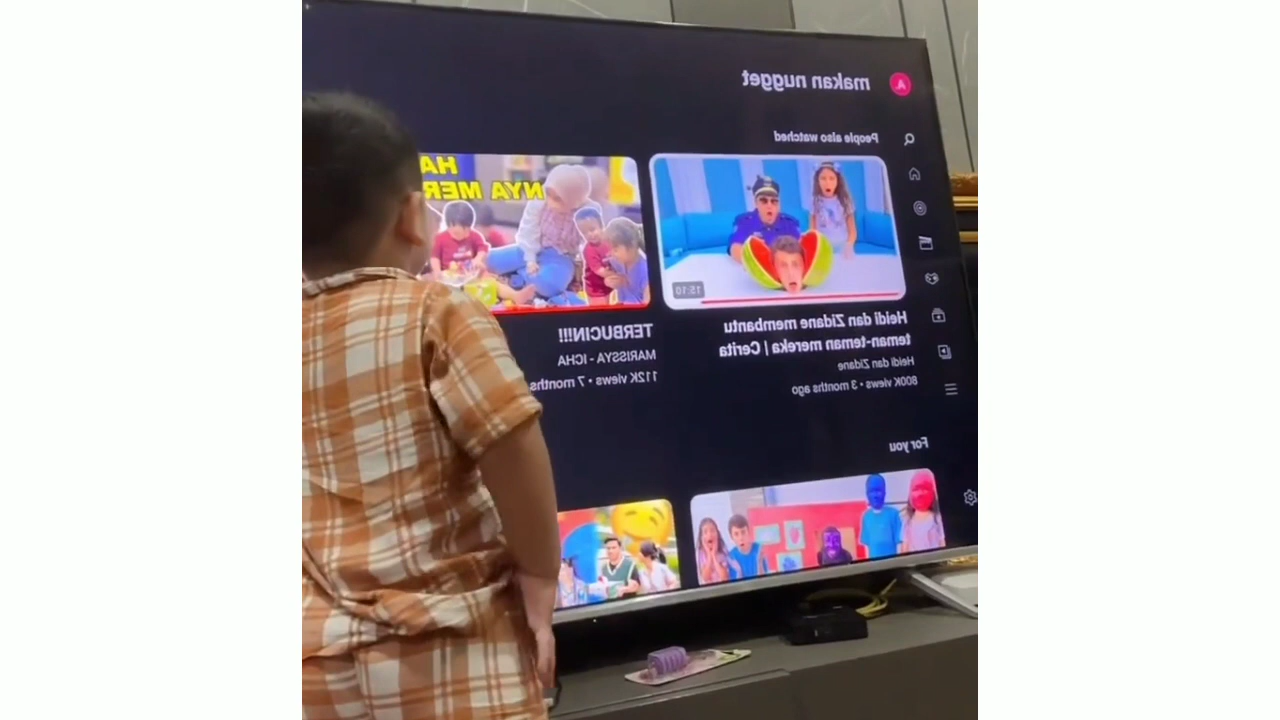 A.
makan nugget
People also watched
HA
NYA MER
15:10
Heidi dan Zidane membantu
teman-teman mereka | Cerita
Heidi dan Zidane
800K views • 3 months ago
TERBUCIN!!!
MARISSYA - ICHA
112K views • 7 months
For you